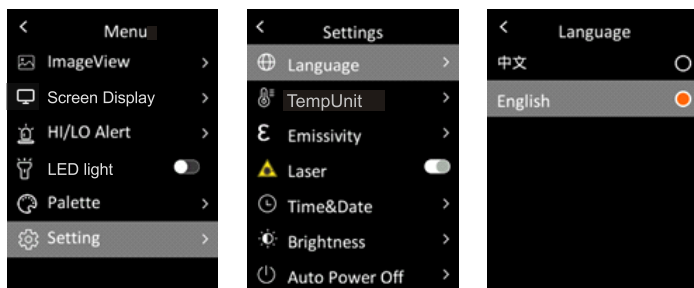 Menu
ImageView
Screen Display
HI/LO Alert
LED light
Palette
Setting
Settings
Language
TempUnit
Emissivity
Laser
Time&Date
Brightness
Auto Power Off
Language
中文
English